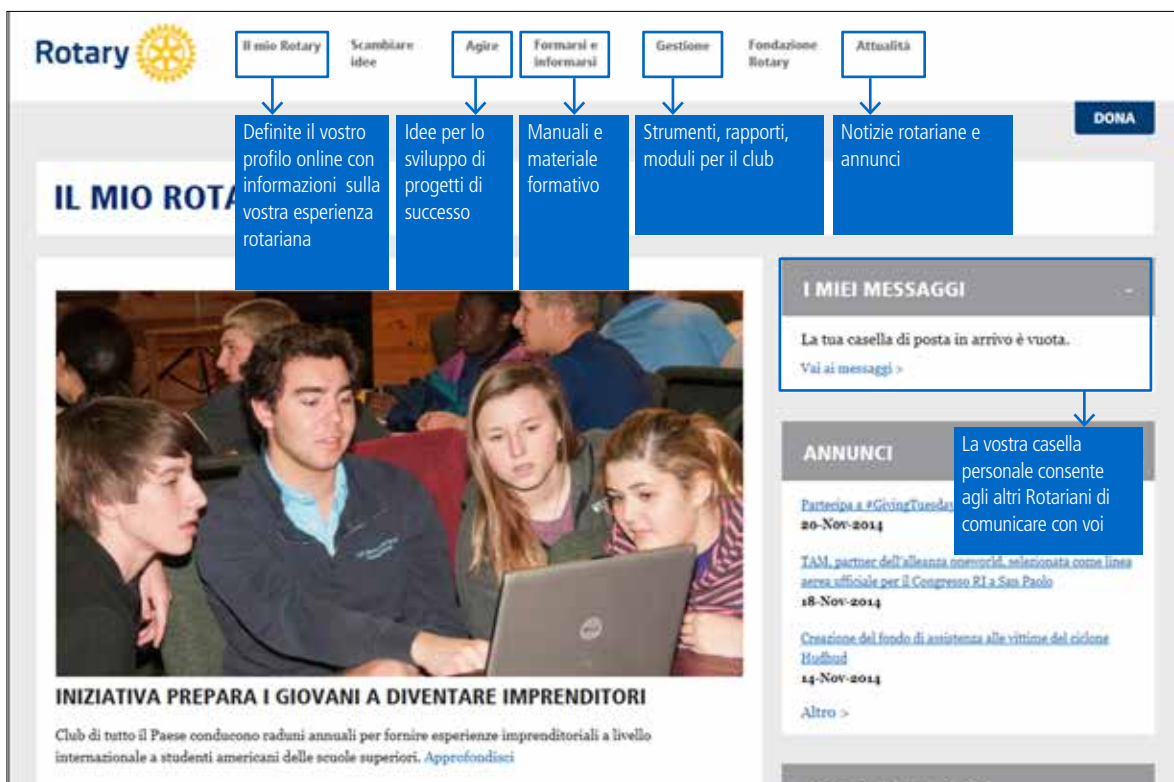 Rotary
Il mio Rotary
Scambiare
idee
Agire
Formarsi e
informarsi
Gestione
Fondazione
Rotary
Attualità
DONA
Definite il vostro
profilo online con
informazioni sulla
vostra esperienza
rotariana
Idee per lo
sviluppo di
progetti di
successo
Manuali e
materiale
formativo
Strumenti, rapporti,
moduli per il club
Notizie rotariane e
annunci
IL MIO ROTA
I MIEI MESSAGGI -
La tua casella di posta in arrivo è vuota.
Vai ai messaggi >
La vostra casella
personale consente
agli altri Rotariani di
comunicare con voi
ANNUNCI
Partecipa a #GivingTuesday
20-Nov-2014
TAM, partner dell'alleanza oneworld, selezionata come linea
aerea ufficiale per il Congresso RI a San Paolo
18-Nov-2014
Creazione del fondo di assistenza alle vittime del ciclone
Hudhud
14-Nov-2014
Altro >
INIZIATIVA PREPARA I GIOVANI A DIVENTARE IMPRENDITORI
Club di tutto il Paese conducono raduni annuali per fornire esperienze imprenditoriali a livello
internazionale a studenti americani delle scuole superiori. Approfondisci